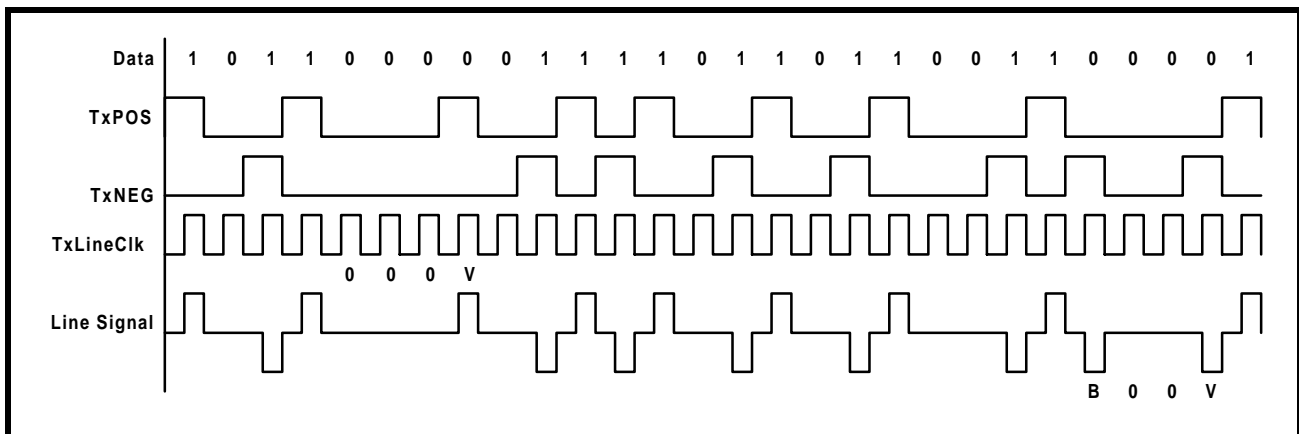 Data 1 0 1 1 0 0 0 0 0 1 1 1 1 0 1 1 0 1 1 0 0 1 1 0 0 0 0 1
TxPOS
TxNEG
TxLineClk
0 0 0 V
Line Signal
B 0 0 V